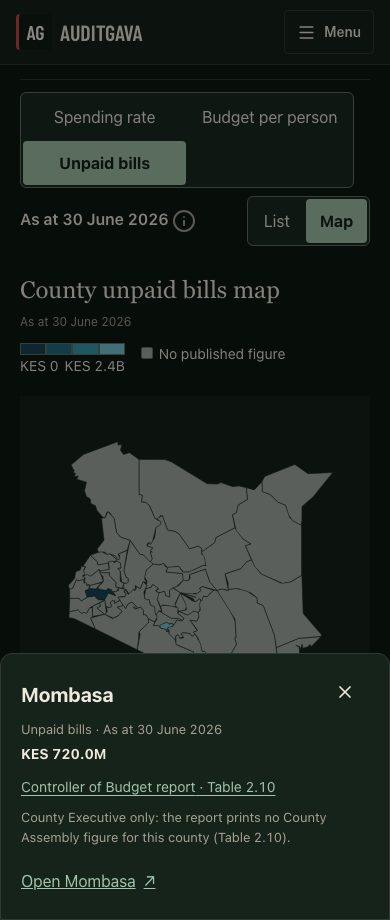 AG AUDITGAVA
Menu
Spending rate
Budget per person
Unpaid bills
As at 30 June 2026
List
Map
County unpaid bills map
As at 30 June 2026
No published figure
KES 0 KES 2.4B
Mombasa
Unpaid bills · As at 30 June 2026
KES 720.0M
Controller of Budget report · Table 2.10
County Executive only: the report prints no County
Assembly figure for this county (Table 2.10).
Open Mombasa ↗